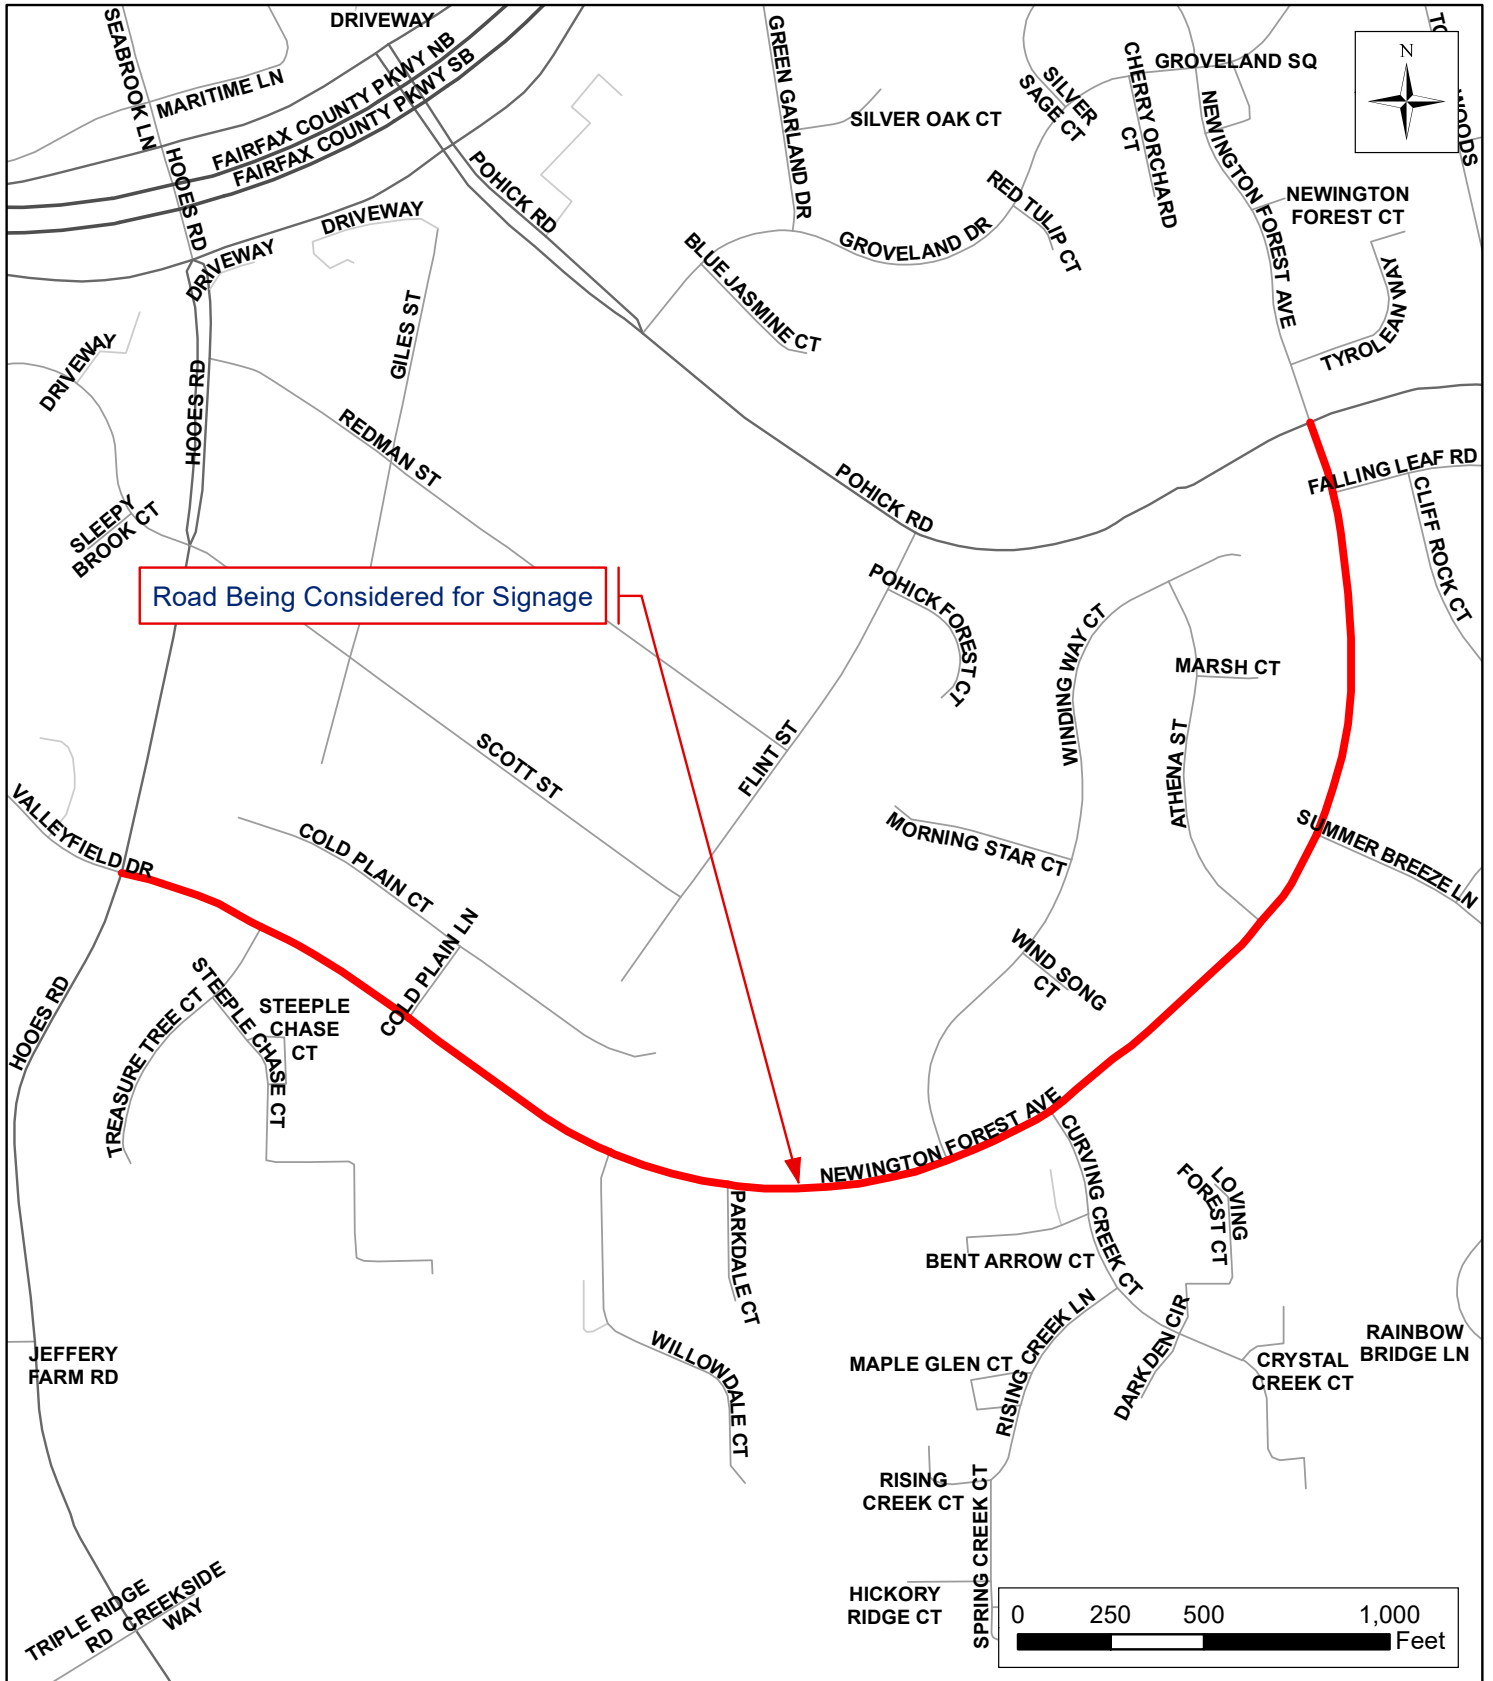 DRIVEWAY
SEABROOK LN
MARITIME LN
FAIRFAX COUNTY PKWY NB
FAIRFAX COUNTY PKWY SB
HOOES RD
POHICK RD
DRIVEWAY
DRIVEWAY
GREEN GARLAND DR
SILVER OAK CT
SILVER
SAGE CT
CHERRY ORCHARD
CT
GROVELAND SQ
NEWINGTON FOREST AVE
N
WOODS
NEWINGTON
FOREST CT
RED TULIP CT
GROVELAND DR
BLUE JASMINE CT
TYROLEAN WAY
GILES ST
DRIVEWAY
HOOES RD
REDMAN ST
SLEEPY
BROOK CT
POHICK RD
FALLING LEAF RD
CLIFF ROCK CT
Road Being Considered for Signage
POHICK FOREST CT
WINDING WAY CT
MARSH CT
ATHENA ST
SCOTT ST
FLINT ST
VALLEYFIELD DR
COLD PLAIN CT
COLD PLAIN LN
MORNING STAR CT
SUMMER BREEZE LN
WIND SONG
CT
HOOES RD
TREASURE TREE CT
STEEPLE CHASE CT
STEEPLE
CHASE
CT
NEWINGTON FOREST AVE
CURVING CREEK CT
LOVING
FOREST CT
PARKDALE CT
BENT ARROW CT
WILLOWDALE CT
MAPLE GLEN CT
RISING CREEK LN
DARK DEN CIR
CRYSTAL
CREEK CT
RAINBOW
BRIDGE LN
JEFFERY
FARM RD
RISING
CREEK CT
SPRING CREEK CT
HICKORY
RIDGE CT
TRIPLE RIDGE
RD
CREEKSIDE
WAY
0 250 500 1,000
Feet